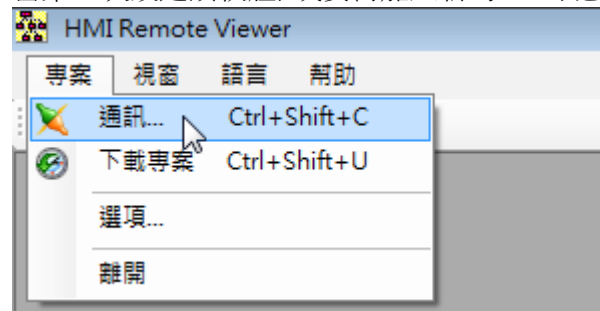 HMI Remote Viewer
專案 視窗 語言 幫助
通訊... Ctrl+Shift+C
下載專案 Ctrl+Shift+U
選項...
離開